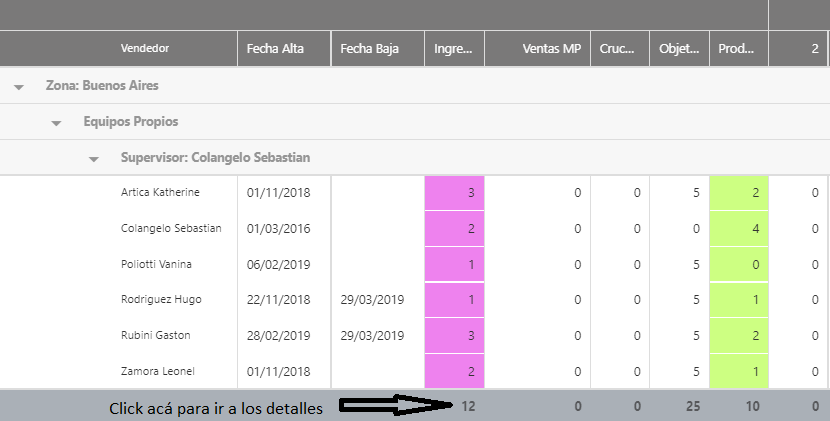 Vendedor Fecha Alta Fecha Baja Ingre... Ventas MP Cruc... Objet... Prod... 2
Zona: Buenos Aires
Equipos Propios
Supervisor: Colangelo Sebastian
Artica Katherine 01/11/2018 3 0 0 5 2 0
Colangelo Sebastian 01/03/2016 2 0 0 0 4 0
Poliotti Vanina 06/02/2019 1 0 0 5 0 0
Rodriguez Hugo 22/11/2018 29/03/2019 1 0 0 5 1 0
Rubini Gaston 28/02/2019 29/03/2019 3 0 0 5 2 0
Zamora Leonel 01/11/2018 2 0 0 5 1 0
Click acá para ir a los detalles 12 0 0 25 10 0